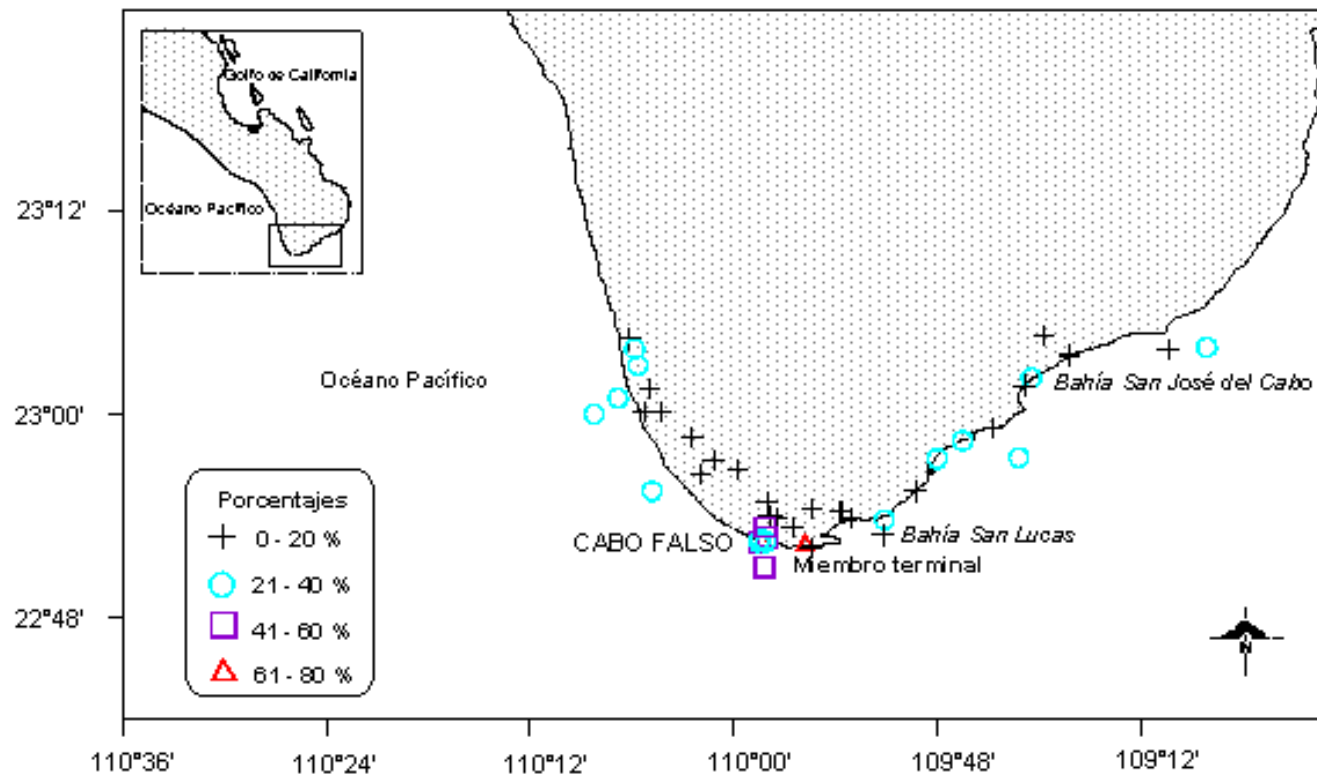 Golfo de California
Océano Pacífico
23°12'
23°00'
22°48'
Océano Pacífico
Bahía San José del Cabo
Bahía San Lucas
CABO FALSO
Miembro terminal
Porcentajes
0 - 20 %
21 - 40 %
41 - 60 %
61 - 80 %
N
110°36'
110°24'
110°12'
110°00'
109°48'
109°12'